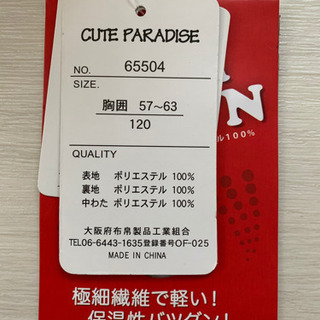 CUTE PARADISE
NO. 65504
SIZE.
胸囲 57〜63
120
QUALITY
表地 ポリエステル 100%
裏地 ポリエステル 100%
中わた ポリエステル 100%
大阪府布帛製品工業組合
TEL06-6443-1635登録番号OF-025
MADE IN CHINA
ル100%
極細繊維で軽い!
保温性バツグン!